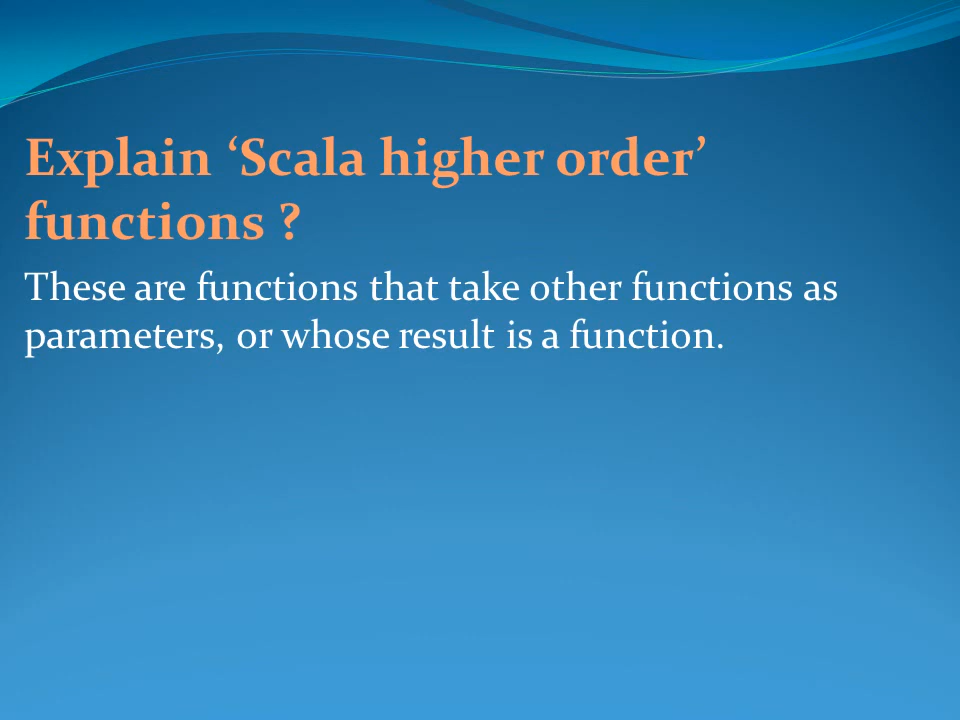 Explain ‘Scala higher order’
functions ?
These are functions that take other functions as
parameters, or whose result is a function.